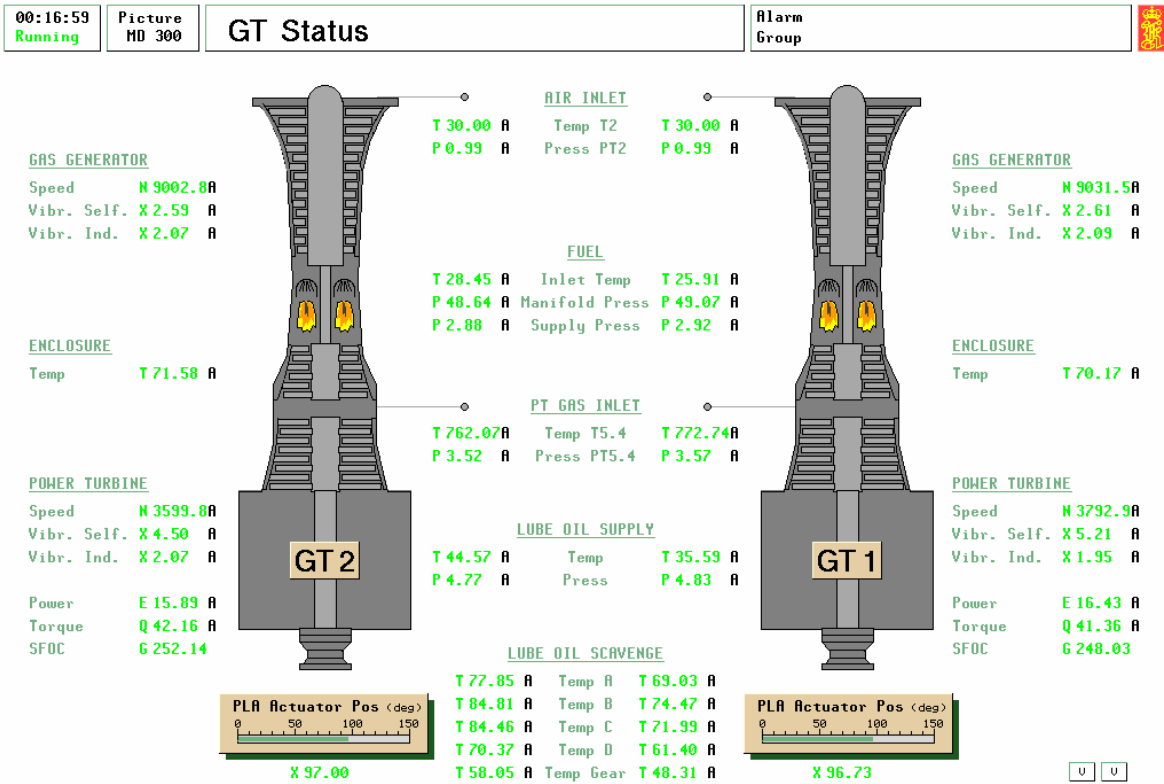 00:16:59
Running
Picture
MD 300
GT Status
Alarm
Group
AIR INLET
T 30.00 A Temp T2 T 30.00 A
P 0.99 A Press PT2 P 0.99 A
GAS GENERATOR
Speed N 9002.8A
Vibr. Self. X 2.59 A
Vibr. Ind. X 2.07 A
GAS GENERATOR
Speed N 9031.5A
Vibr. Self. X 2.61 A
Vibr. Ind. X 2.09 A
FUEL
T 28.45 A Inlet Temp T 25.91 A
P 48.64 A Manifold Press P 49.07 A
P 2.88 A Supply Press P 2.92 A
ENCLOSURE
Temp T 71.58 A
ENCLOSURE
Temp T 70.17 A
PT GAS INLET
T 762.07A Temp T5.4 T 772.74A
P 3.52 A Press PT5.4 P 3.57 A
POWER TURBINE
Speed N 3599.8A
Vibr. Self. X 4.50 A
Vibr. Ind. X 2.07 A
POWER TURBINE
Speed N 3792.9A
Vibr. Self. X 5.21 A
Vibr. Ind. X 1.95 A
LUBE OIL SUPPLY
T 44.57 A Temp T 35.59 A
P 4.77 A Press P 4.83 A
GT 2
GT 1
Power E 15.89 A
Torque Q 42.16 A
SFOC G 252.14
Power E 16.43 A
Torque Q 41.36 A
SFOC G 248.03
LUBE OIL SCAVENGE
T 77.85 A Temp A T 69.03 A
T 84.81 A Temp B T 74.47 A
T 84.46 A Temp C T 71.99 A
T 70.37 A Temp D T 61.40 A
T 58.05 A Temp Gear T 48.31 A
PLA Actuator Pos (deg)
0 50 100 150
X 97.00
PLA Actuator Pos (deg)
0 50 100 150
X 96.73
V V